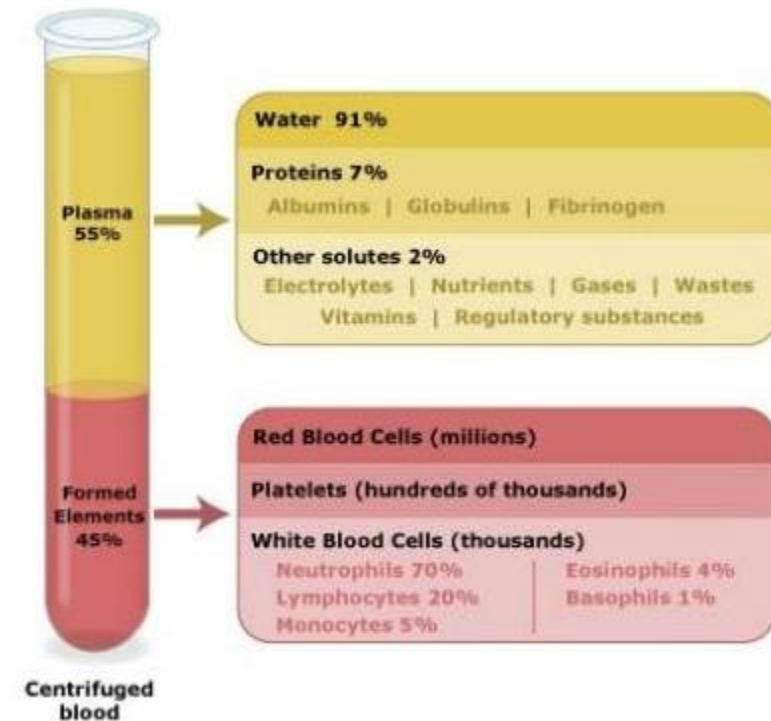 Plasma
55%
Water 91%
Proteins 7%
Albumins | Globulins | Fibrinogen
Other solutes 2%
Electrolytes | Nutrients | Gases | Wastes
Vitamins | Regulatory substances
Formed
Elements
45%
Red Blood Cells (millions)
Platelets (hundreds of thousands)
White Blood Cells (thousands)
Neutrophils 70%
Lymphocytes 20%
Monocytes 5%
Eosinophils 4%
Basophils 1%
Centrifuged
blood